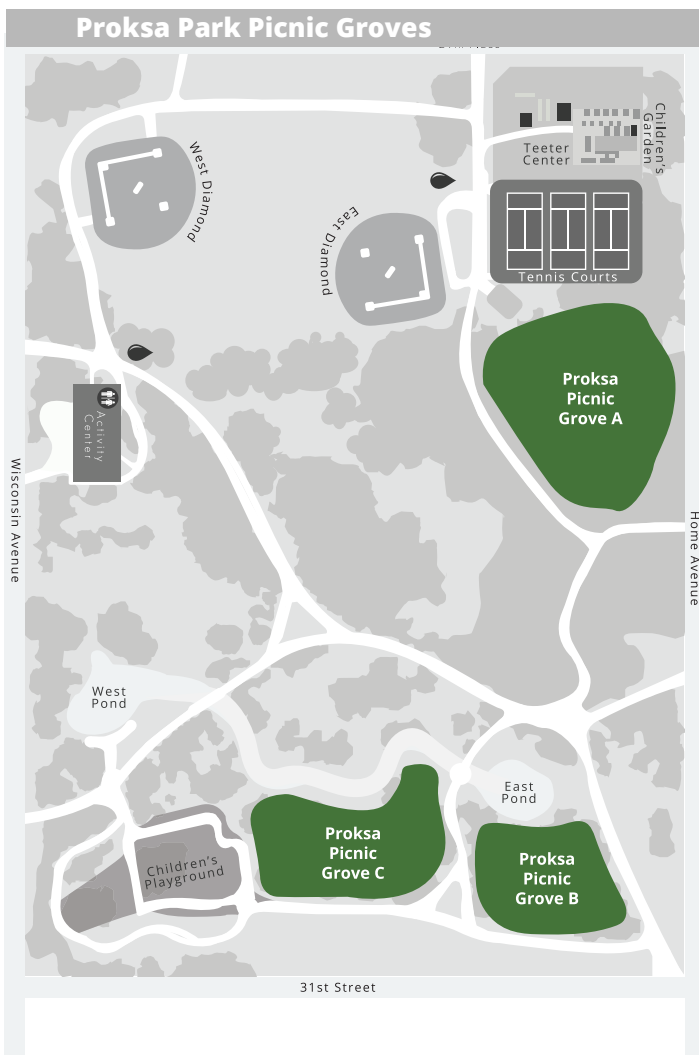 Proksa Park Picnic Groves
Children's
Garden
Teeter
Center
West Diamond
East Diamond
Tennis Courts
Proksa
Picnic
Grove A
Activity
Center
Wisconsin Avenue
Home Avenue
West
Pond
East
Pond
Proksa
Picnic
Grove C
Children's
Playground
Proksa
Picnic
Grove B
31st Street